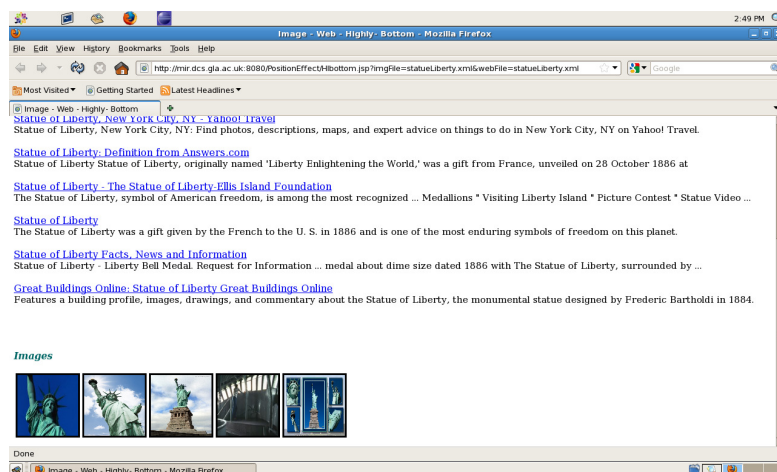 2:49 PM
Image - Web - Highly- Bottom - Mozilla Firefox
File Edit View History Bookmarks Tools Help
http://mir.dcs.gla.ac.uk:8080/PositionEffect/HIbottom.jsp?imgFile=statueLiberty.xml&webFile=statueLiberty.xml
Google
Most Visited Getting Started Latest Headlines
Image - Web - Highly- Bottom
Statue of Liberty, New York City, NY - Yahoo! Travel
Statue of Liberty, New York City, NY: Find photos, descriptions, maps, and expert advice on things to do in New York City, NY on Yahoo! Travel.
Statue of Liberty: Definition from Answers.com
Statue of Liberty Statue of Liberty, originally named 'Liberty Enlightening the World,' was a gift from France, unveiled on 28 October 1886 at
Statue of Liberty - The Statue of Liberty-Ellis Island Foundation
The Statue of Liberty, symbol of American freedom, is among the most recognized ... Medallions " Visiting Liberty Island " Picture Contest " Statue Video ...
Statue of Liberty
The Statue of Liberty was a gift given by the French to the U. S. in 1886 and is one of the most enduring symbols of freedom on this planet.
Statue of Liberty Facts, News and Information
Statue of Liberty - Liberty Bell Medal. Request for Information ... medal about dime size dated 1886 with The Statue of Liberty, surrounded by ...
Great Buildings Online: Statue of Liberty Great Buildings Online
Features a building profile, images, drawings, and commentary about the Statue of Liberty, the monumental statue designed by Frederic Bartholdi in 1884.
Images
Done
Image - Web - Highly- Bottom - Mozilla Firefox